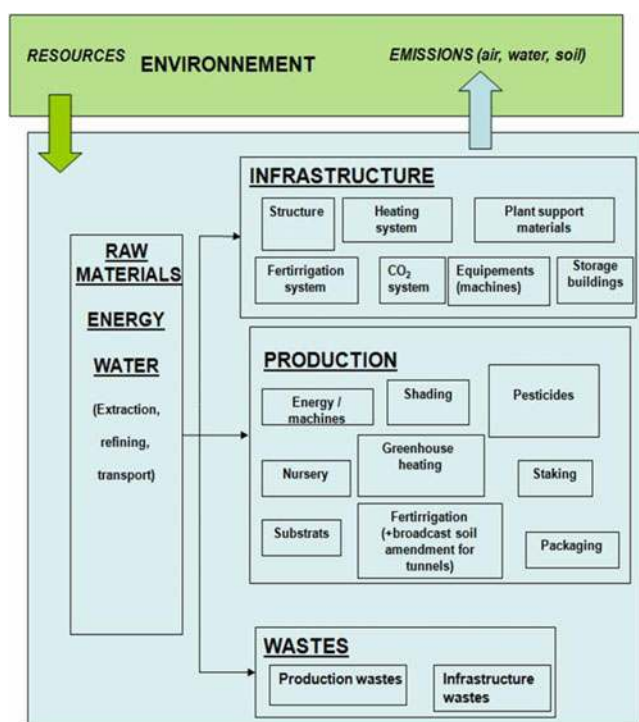 RESOURCES
ENVIRONNEMENT
EMISSIONS (air, water, soil)
INFRASTRUCTURE
Structure
Heating
system
Plant support
materials
Fertirrigation
system
CO₂
system
Equipements
(machines)
Storage
buildings
RAW
MATERIALS
ENERGY
WATER
(Extraction,
refining,
transport)
PRODUCTION
Energy /
machines
Shading
Pesticides
Nursery
Greenhouse
heating
Staking
Substrats
Fertirrigation
(+broadcast soil
amendment for
tunnels)
Packaging
WASTES
Production wastes
Infrastructure
wastes